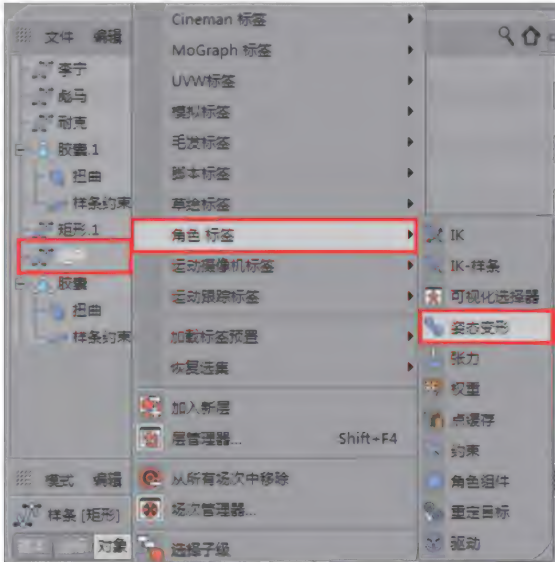 文件 编辑
李宁
彪马
耐克
胶囊.1
扭曲
样条约束
矩形.1
胶囊
扭曲
样条约束
模式 编辑
样条 [矩形]
对象
Cineman 标签
MoGraph 标签
UVW标签
模拟标签
毛发标签
脚本标签
草绘标签
角色 标签
运动摄像机标签
运动跟踪标签
加载标签预置
恢复选集
加入新层
层管理器... Shift+F4
从所有场次中移除
场次管理器...
选择子级
IK
IK-样条
可视化选择器
姿态变形
张力
权重
点缓存
约束
角色组件
重定目标
驱动